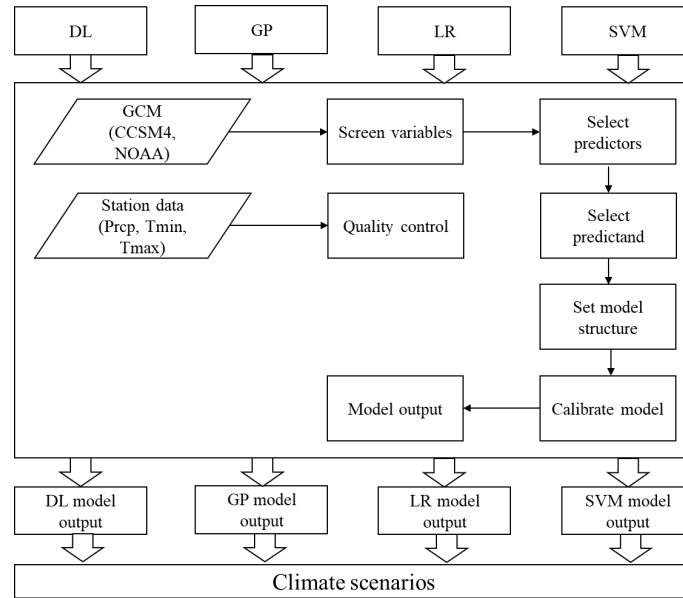 DL
GP
LR
SVM
GCM
(CCSM4,
NOAA)
Screen variables
Select
predictors
Station data
(Prcp, Tmin,
Tmax)
Quality control
Select
predictand
Set model
structure
Model output
Calibrate model
DL model
output
GP model
output
LR model
output
SVM model
output
Climate scenarios